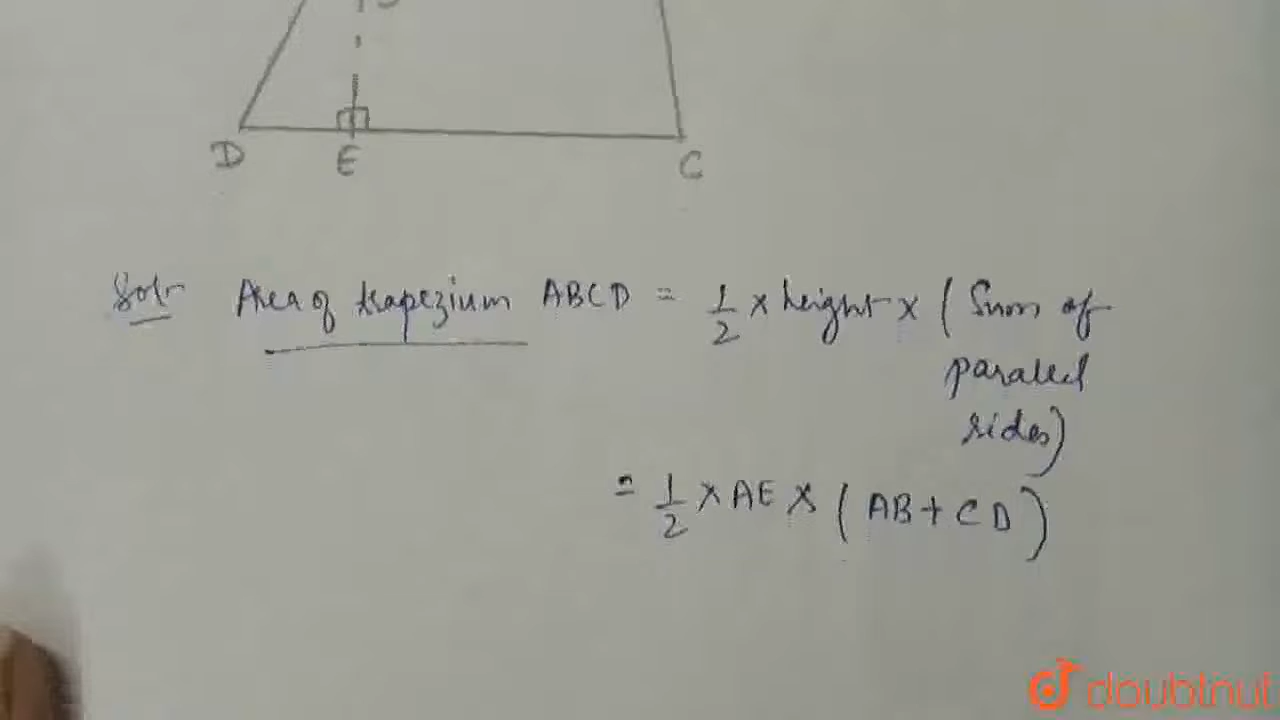 D E C
Soln Area of trapezium ABCD = 1/2 × height × (Sum of
parallel
sides)
= 1/2 × AE × (AB + CD)
doubtnut